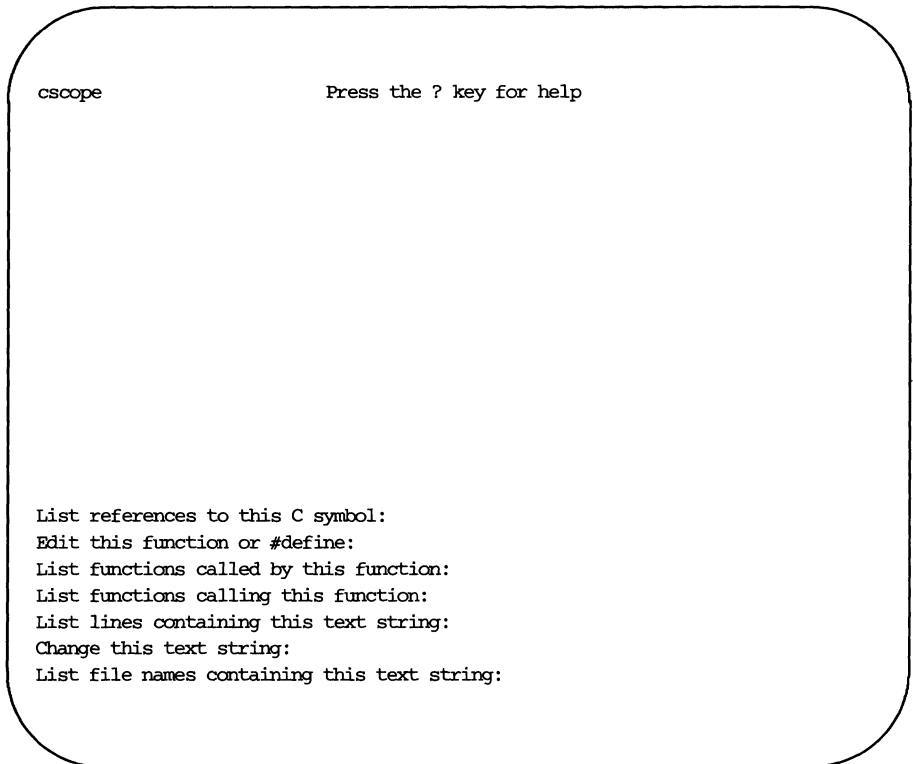 cscope Press the ? key for help
List references to this C symbol:
Edit this function or #define:
List functions called by this function:
List functions calling this function:
List lines containing this text string:
Change this text string:
List file names containing this text string: